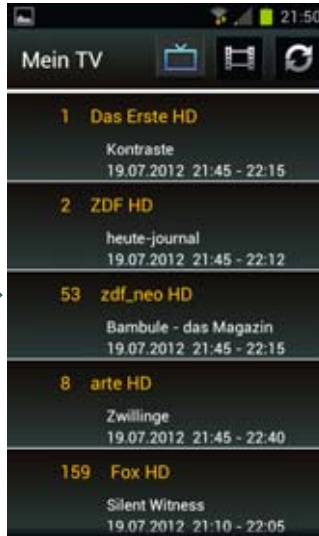 21:50
Mein TV
1 Das Erste HD
Kontraste
19.07.2012 21:45 - 22:15
2 ZDF HD
heute-journal
19.07.2012 21:45 - 22:12
53 zdf_neo HD
Bambule - das Magazin
19.07.2012 21:45 - 22:15
8 arte HD
Zwillinge
19.07.2012 21:45 - 22:40
159 Fox HD
Silent Witness
19.07.2012 21:10 - 22:05